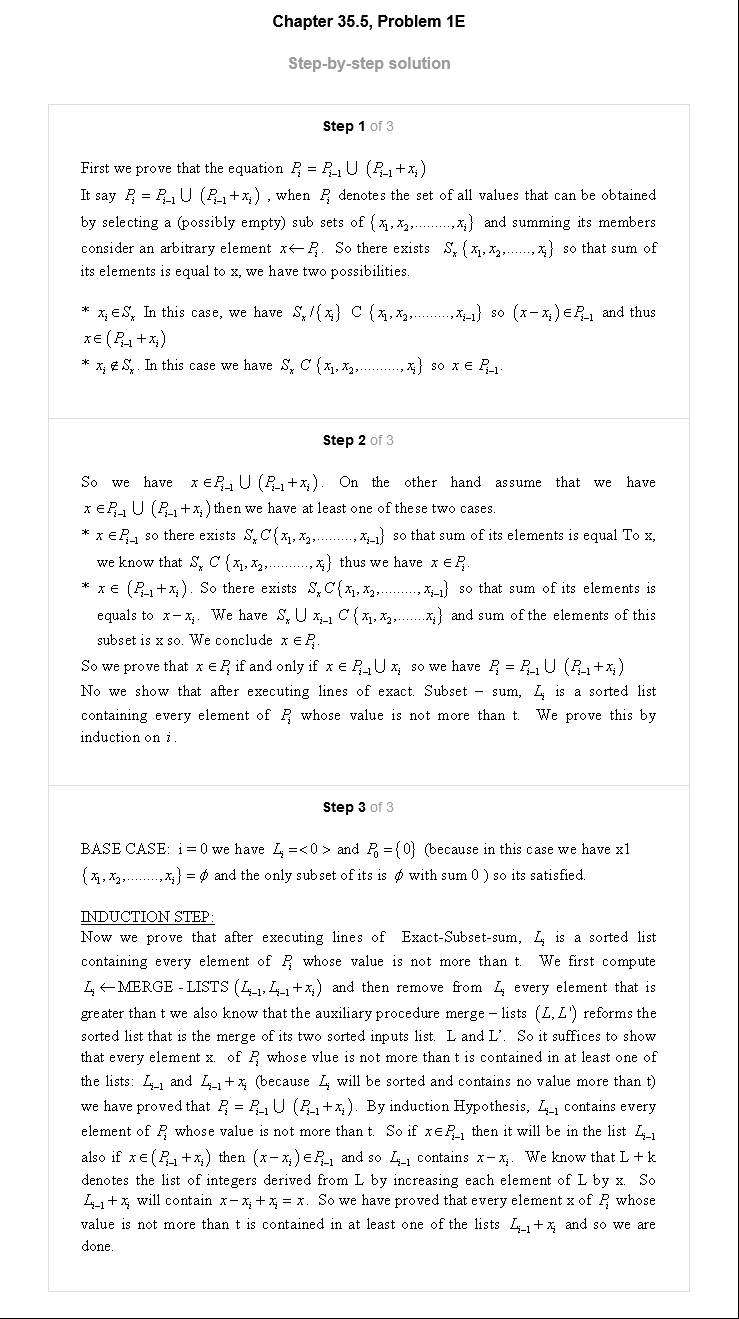 Chapter 35.5, Problem 1E
Step-by-step solution
Step 1 of 3
First we prove that the equation P_i = P_{i-1} ∪ (P_{i-1} + x_i)
It say P_i = P_{i-1} ∪ (P_{i-1} + x_i) , when P_i denotes the set of all values that can be obtained
by selecting a (possibly empty) sub sets of {x_1, x_2,.........,x_i} and summing its members
consider an arbitrary element x ← P_i. So there exists S_x {x_1, x_2,......, x_i} so that sum of
its elements is equal to x, we have two possibilities.
* x_i ∈ S_x In this case, we have S_x /{x_i} C {x_1, x_2,.........,x_{i-1}} so (x − x_i) ∈ P_{i-1} and thus
x ∈ (P_{i-1} + x_i)
* x_i ∉ S_x. In this case we have S_x C {x_1, x_2,.........., x_i} so x ∈ P_{i-1}.
Step 2 of 3
So we have x ∈ P_{i-1} ∪ (P_{i-1} + x_i). On the other hand assume that we have
x ∈ P_{i-1} ∪ (P_{i-1} + x_i) then we have at least one of these two cases.
* x ∈ P_{i-1} so there exists S_x C {x_1, x_2,........., x_{i-1}} so that sum of its elements is equal To x,
we know that S_x C {x_1, x_2,.........., x_i} thus we have x ∈ P_i.
* x ∈ (P_{i-1} + x_i). So there exists S_x C {x_1, x_2,........., x_{i-1}} so that sum of its elements is
equals to x − x_i. We have S_x ∪ x_{i-1} C {x_1, x_2,.......x_i} and sum of the elements of this
subset is x so. We conclude x ∈ P_i.
So we prove that x ∈ P_i if and only if x ∈ P_{i-1} ∪ x_i so we have P_i = P_{i-1} ∪ (P_{i-1} + x_i)
No we show that after executing lines of exact. Subset – sum, L_i is a sorted list
containing every element of P_i whose value is not more than t. We prove this by
induction on i.
Step 3 of 3
BASE CASE: i = 0 we have L_i =< 0 > and P_0 = {0} (because in this case we have x1
{x_1, x_2,........,x_i} = ϕ and the only subset of its is ϕ with sum 0 ) so its satisfied.
INDUCTION STEP:
Now we prove that after executing lines of Exact-Subset-sum, L_i is a sorted list
containing every element of P_i whose value is not more than t. We first compute
L_i ← MERGE - LISTS (L_{i-1}, L_{i-1} + x_i) and then remove from L_i every element that is
greater than t we also know that the auxiliary procedure merge – lists (L, L') reforms the
sorted list that is the merge of its two sorted inputs list. L and L’. So it suffices to show
that every element x. of P_i whose vlue is not more than t is contained in at least one of
the lists: L_{i-1} and L_{i-1} + x_i (because L_i will be sorted and contains no value more than t)
we have proved that P_i = P_{i-1} ∪ (P_{i-1} + x_i). By induction Hypothesis, L_{i-1} contains every
element of P_i whose value is not more than t. So if x ∈ P_{i-1} then it will be in the list L_{i-1}
also if x ∈ (P_{i-1} + x_i) then (x − x_i) ∈ P_{i-1} and so L_{i-1} contains x − x_i. We know that L + k
denotes the list of integers derived from L by increasing each element of L by x. So
L_{i-1} + x_i will contain x − x_i + x_i = x. So we have proved that every element x of P_i whose
value is not more than t is contained in at least one of the lists L_{i-1} + x_i and so we are
done.